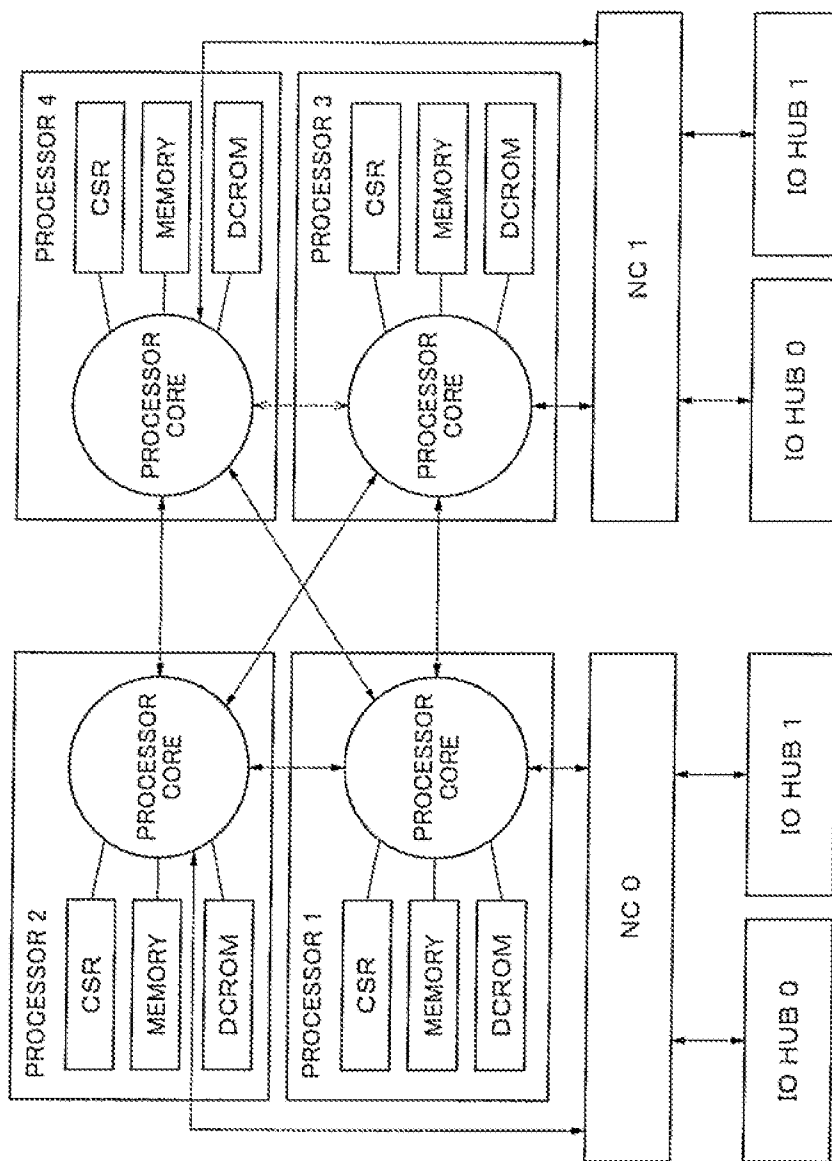 PROCESSOR 2
CSR
MEMORY
DCROM
PROCESSOR
CORE
PROCESSOR 4
PROCESSOR
CORE
CSR
MEMORY
DCROM
PROCESSOR 1
CSR
MEMORY
DCROM
PROCESSOR
CORE
PROCESSOR 3
PROCESSOR
CORE
CSR
MEMORY
DCROM
NC 0
NC 1
IO HUB 0
IO HUB 1
IO HUB 0
IO HUB 1